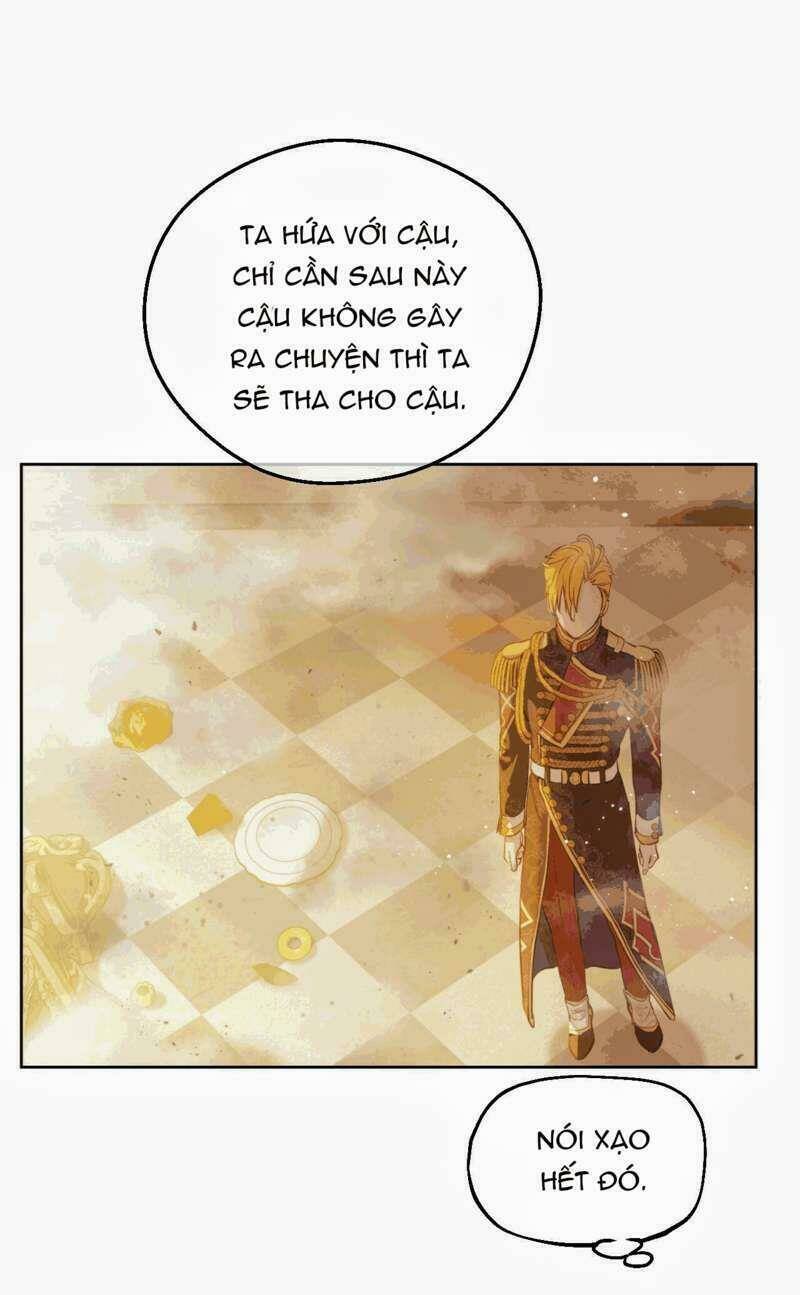 TA HỨA VỚI CẬU,
CHỈ CẦN SAU NÀY
CẬU KHÔNG GÂY
RA CHUYỆN THÌ TA
SẼ THA CHO CẬU.
NÓI XẠO
HẾT ĐÓ.